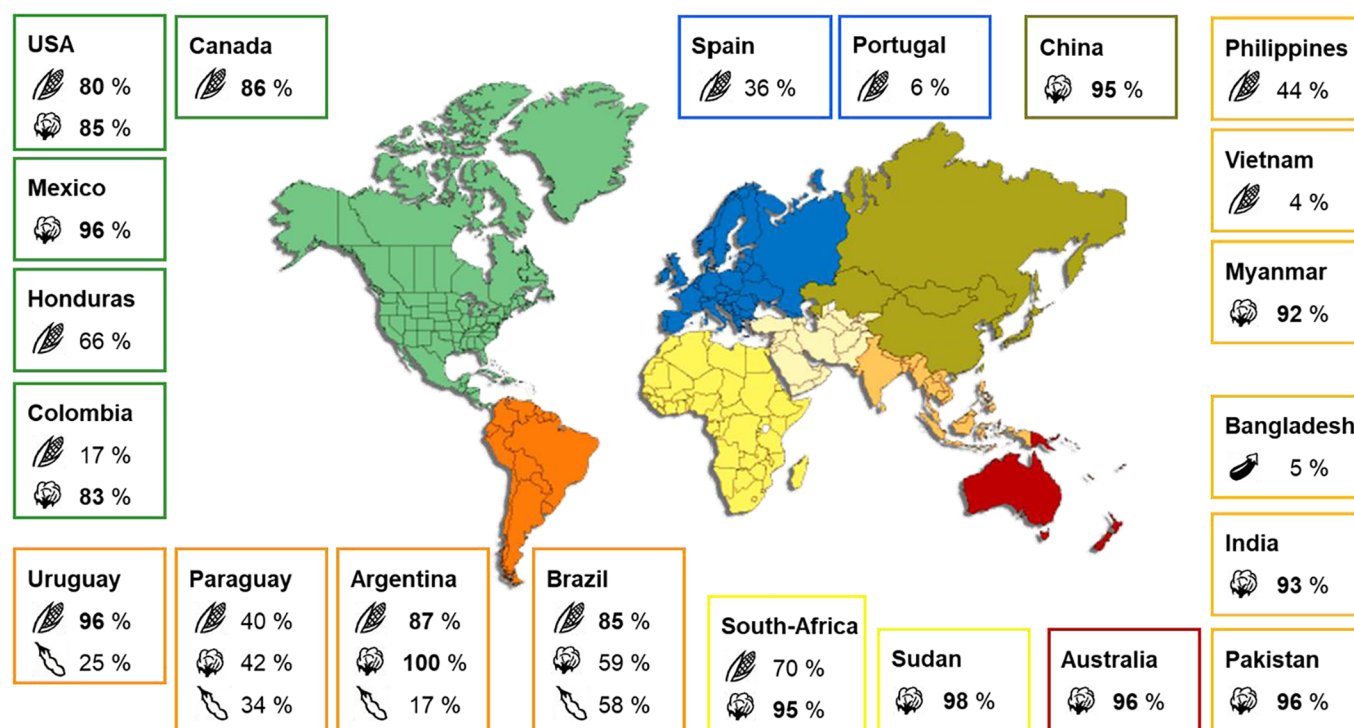 USA
80 %
85 %
Canada
86 %
Spain
36 %
Portugal
6 %
China
95 %
Philippines
44 %
Mexico
96 %
Vietnam
4 %
Honduras
66 %
Myanmar
92 %
Colombia
17 %
83 %
Bangladesh
5 %
India
93 %
Uruguay
96 %
25 %
Paraguay
40 %
42 %
34 %
Argentina
87 %
100 %
17 %
Brazil
85 %
59 %
58 %
South-Africa
70 %
95 %
Sudan
98 %
Australia
96 %
Pakistan
96 %